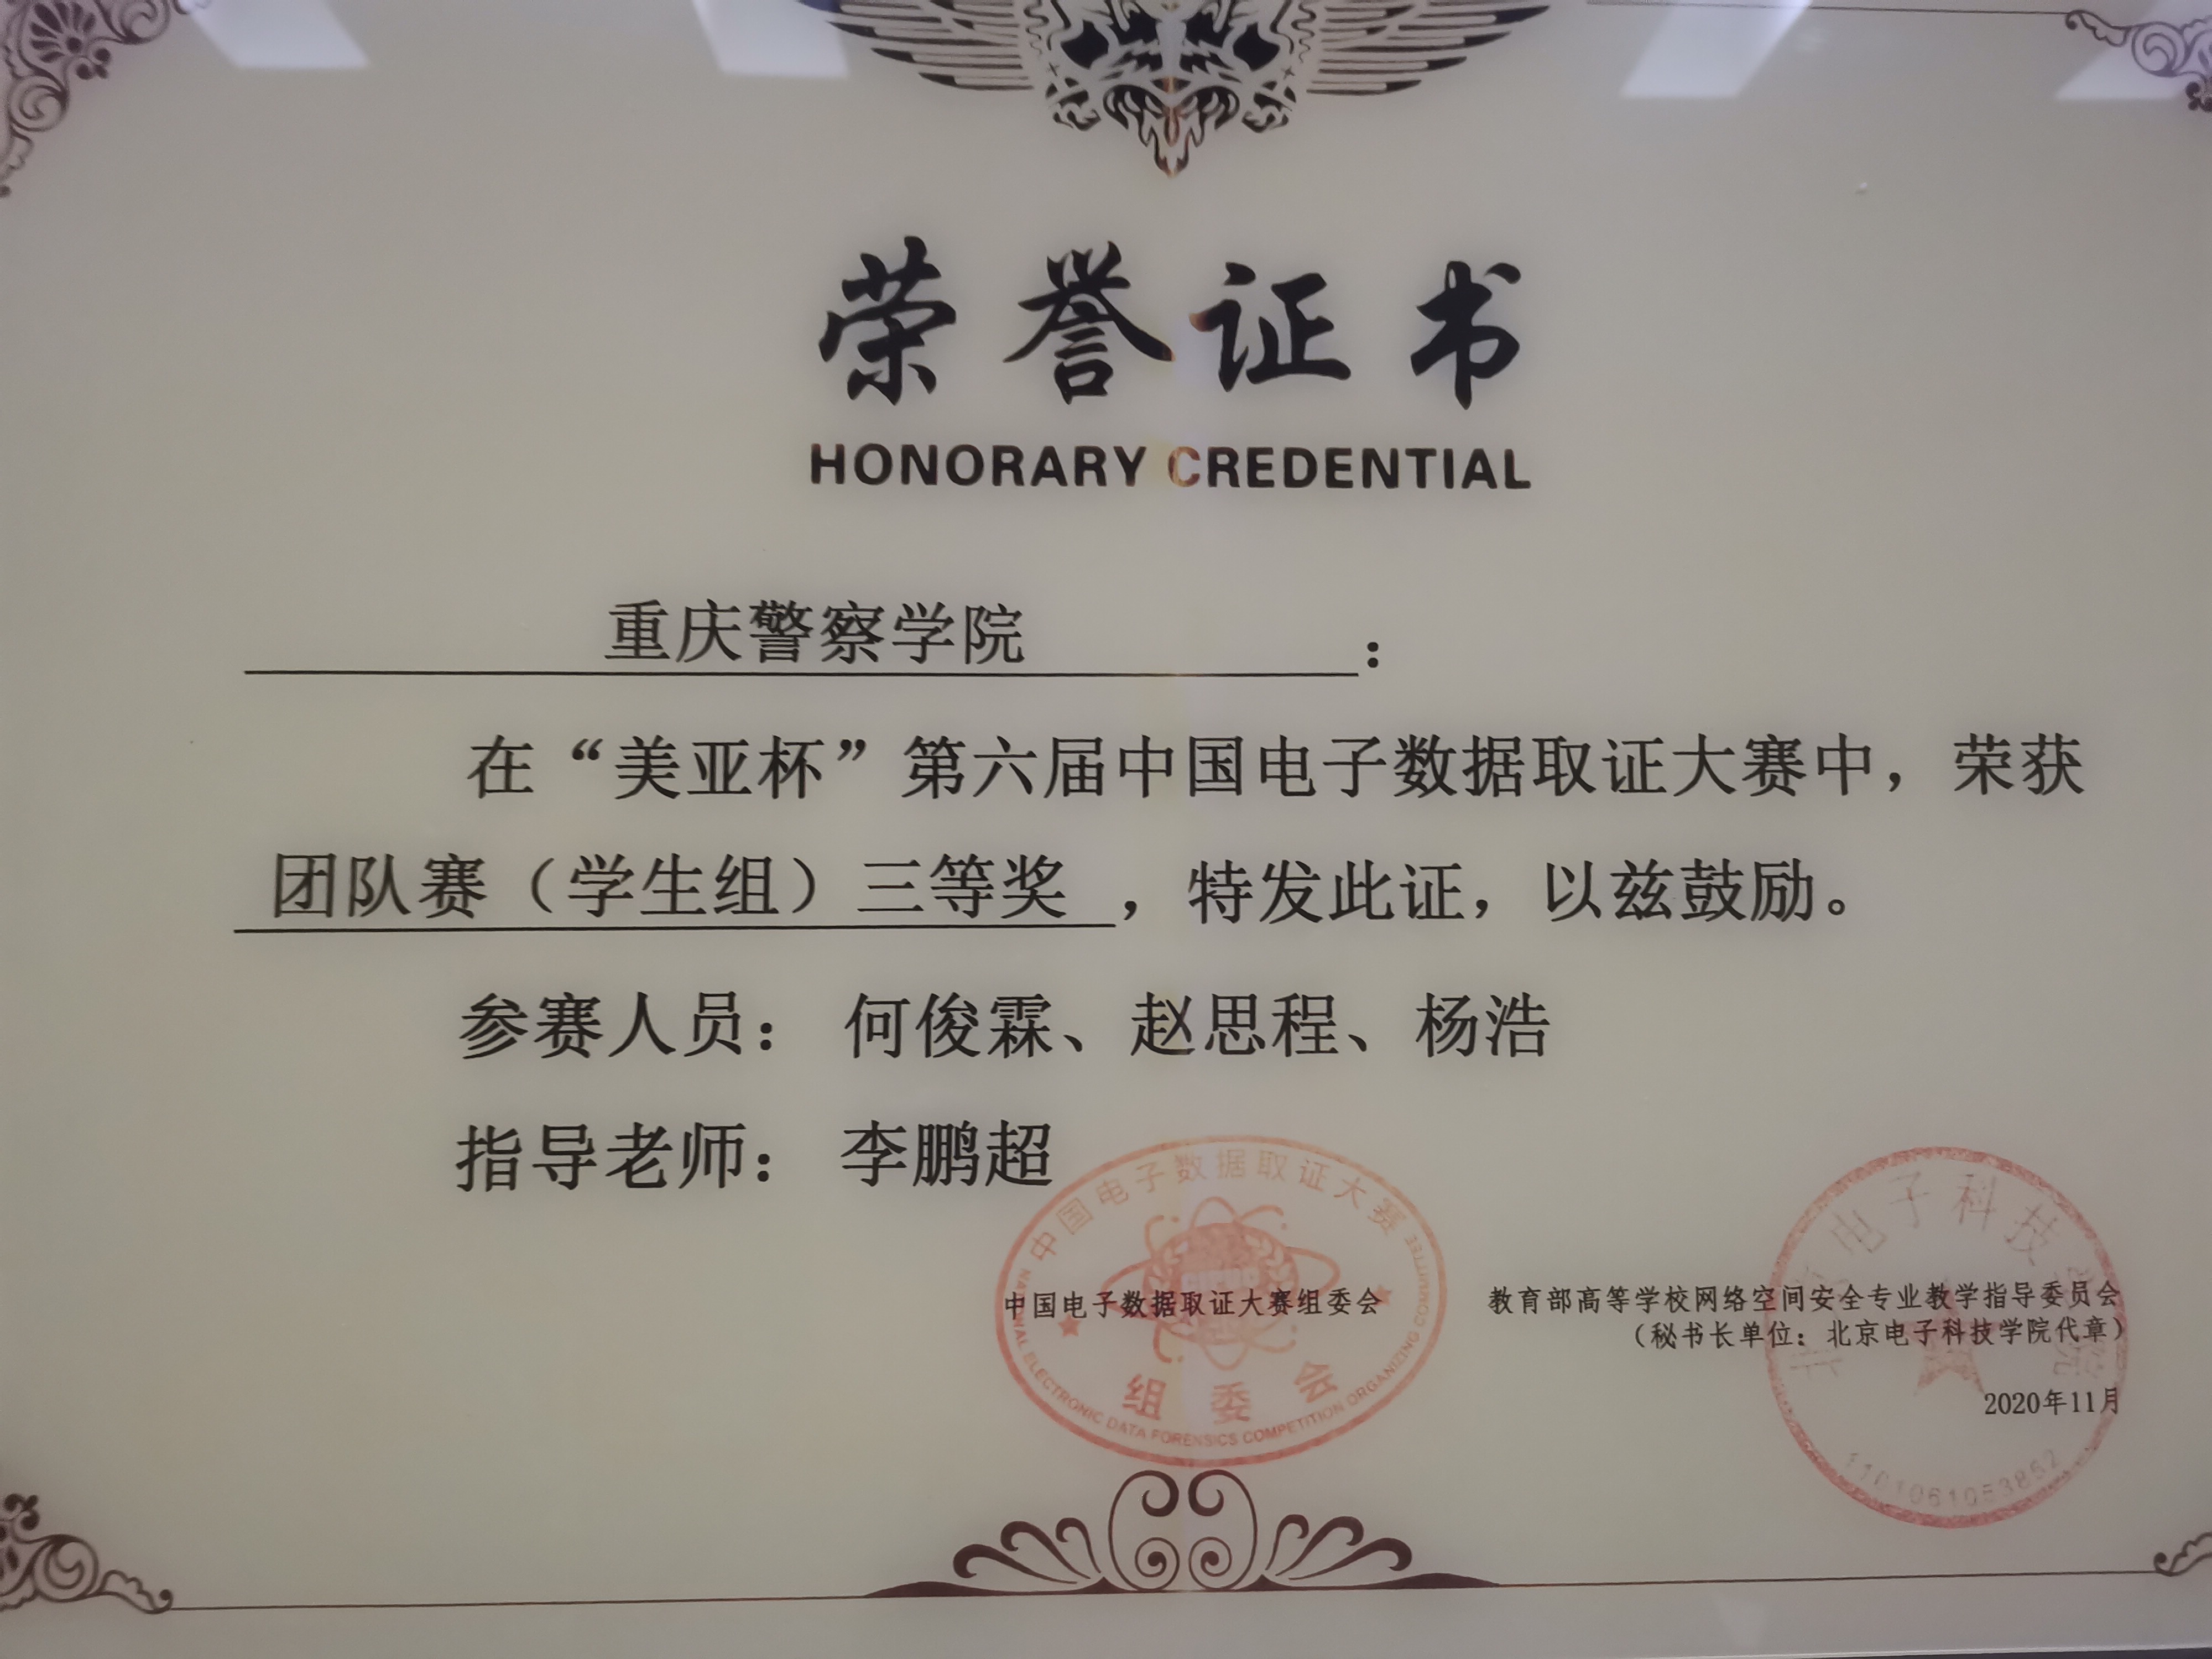 荣誉证书
HONORARY CREDENTIAL
重庆警察学院：
在“美亚杯”第六届中国电子数据取证大赛中，荣获
团队赛（学生组）三等奖，特发此证，以兹鼓励。
参赛人员：何俊霖、赵思程、杨浩
指导老师：李鹏超
中国电子数据取证大赛
中国电子数据取证大赛组委会
组委会
NATIONAL ELECTRONIC DATA FORENSICS COMPETITION ORGANIZING COMMITTEE
教育部高等学校网络空间安全专业教学指导委员会
（秘书长单位：北京电子科技学院代章）
2020年11月
电子科技